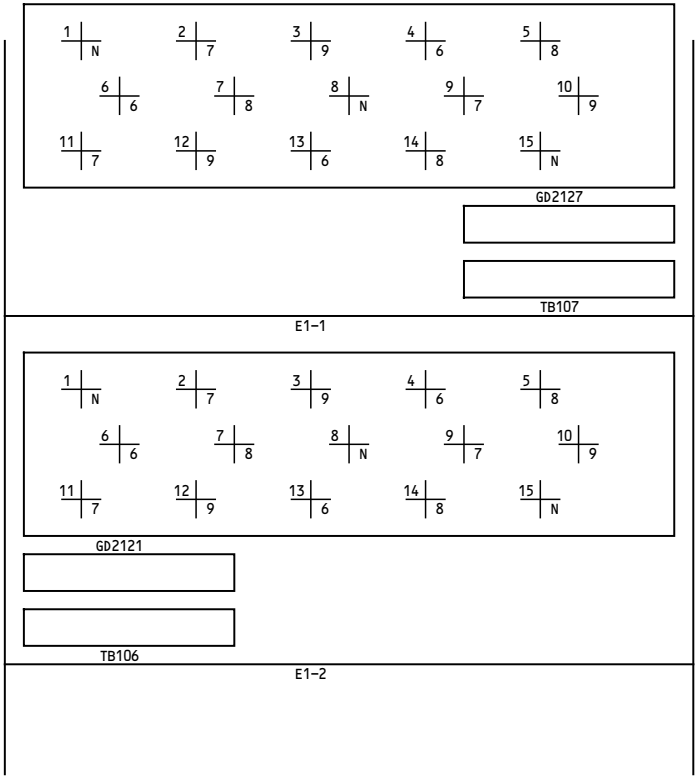 1 2 3 4 5
N 7 9 6 8
6 7 8 9 10
6 8 N 7 9
11 12 13 14 15
7 9 6 8 N
GD2127
TB107
E1-1
1 2 3 4 5
N 7 9 6 8
6 7 8 9 10
6 8 N 7 9
11 12 13 14 15
7 9 6 8 N
GD2121
TB106
E1-2